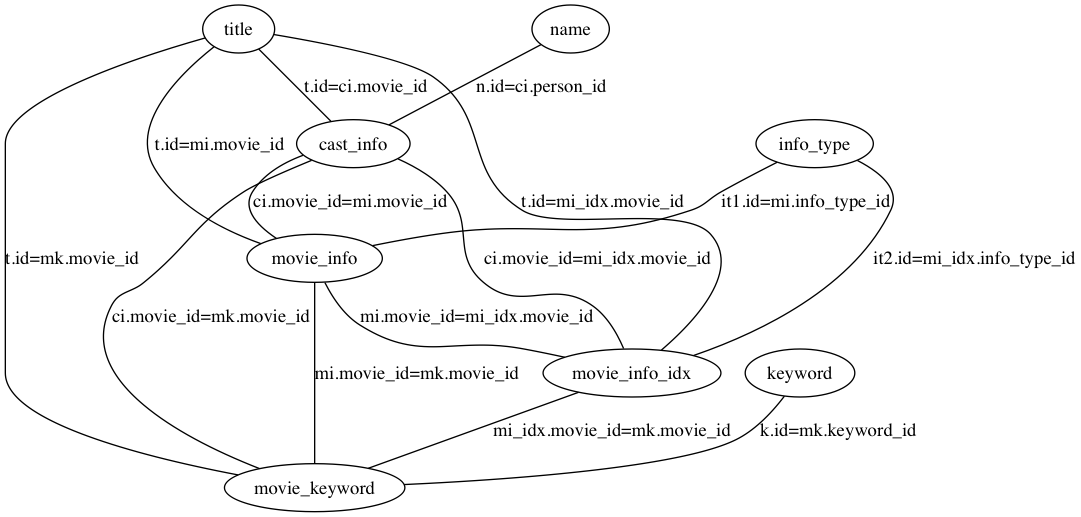 title
name
t.id=ci.movie_id
n.id=ci.person_id
t.id=mi.movie_id
cast_info
info_type
ci.movie_id=mi.movie_id
t.id=mi_idx.movie_id
it1.id=mi.info_type_id
t.id=mk.movie_id
movie_info
ci.movie_id=mi_idx.movie_id
it2.id=mi_idx.info_type_id
ci.movie_id=mk.movie_id
mi.movie_id=mi_idx.movie_id
mi.movie_id=mk.movie_id
movie_info_idx
keyword
mi_idx.movie_id=mk.movie_id
k.id=mk.keyword_id
movie_keyword